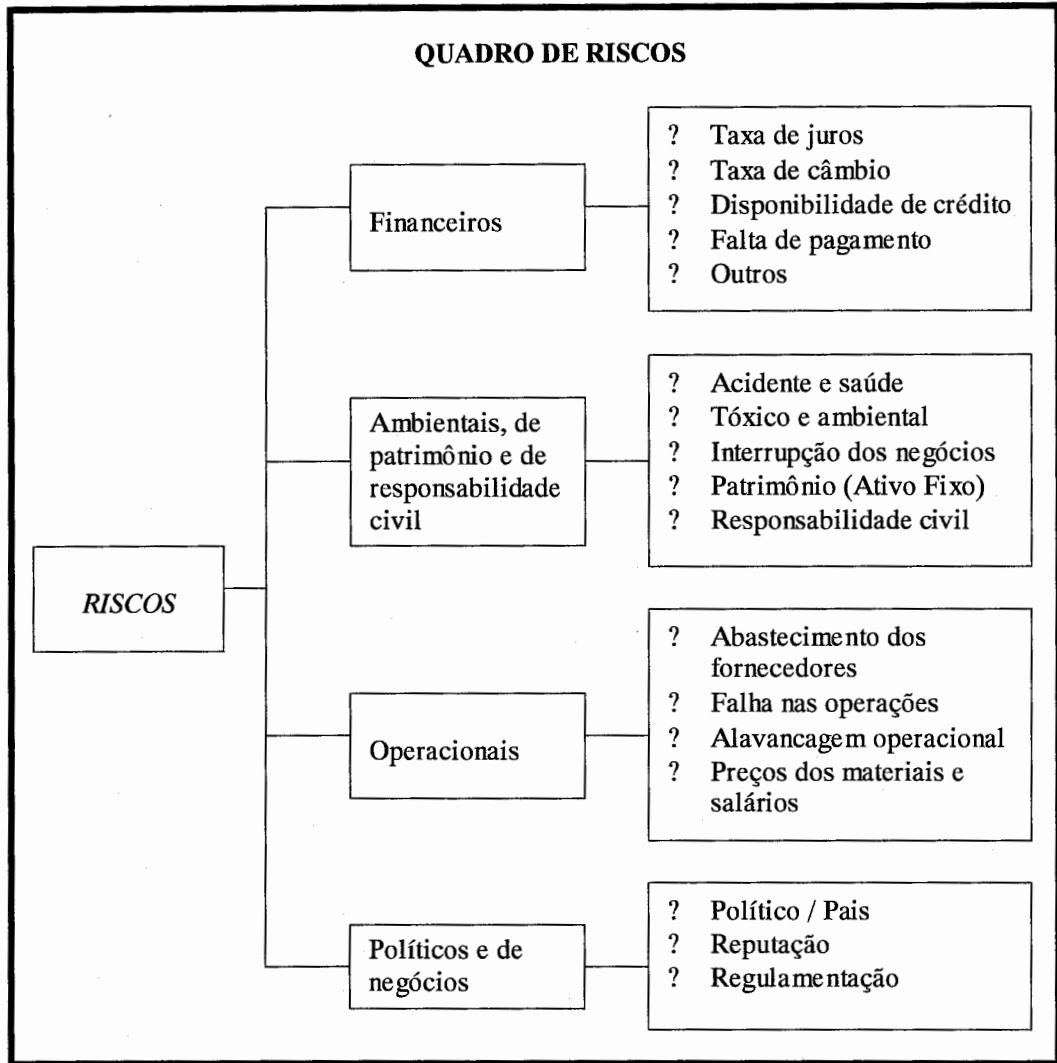 QUADRO DE RISCOS
RISCOS
Financeiros
? Taxa de juros
? Taxa de câmbio
? Disponibilidade de crédito
? Falta de pagamento
? Outros
Ambientais, de
patrimônio e de
responsabilidade
civil
? Acidente e saúde
? Tóxico e ambiental
? Interrupção dos negócios
? Patrimônio (Ativo Fixo)
? Responsabilidade civil
Operacionais
? Abastecimento dos
fornecedores
? Falha nas operações
? Alavancagem operacional
? Preços dos materiais e
salários
Políticos e de
negócios
? Político / Pais
? Reputação
? Regulamentação